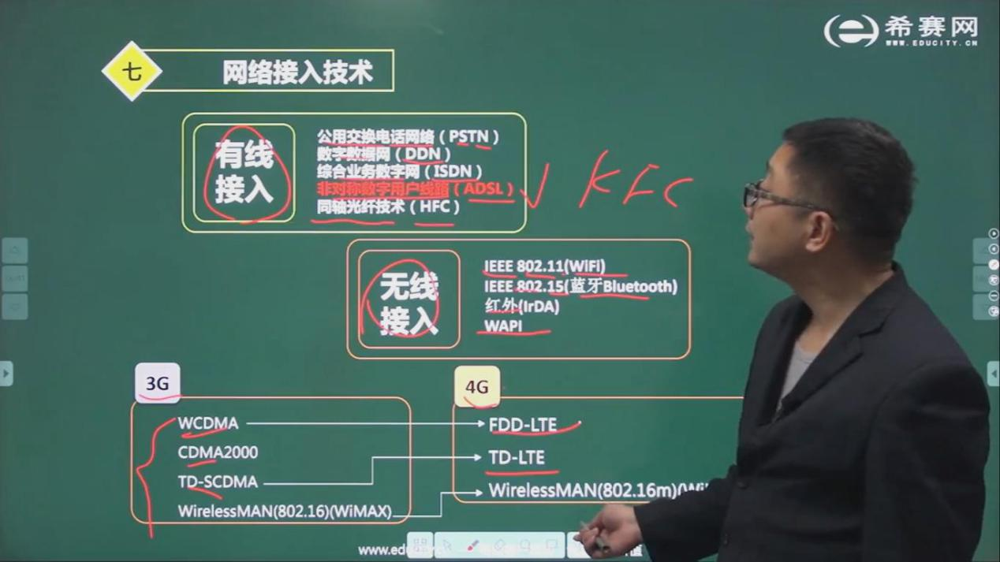 希赛网
WWW.EDUCITY.CN
七
网络接入技术
有线
接入
公用交换电话网络（PSTN）
数字数据网（DDN）
综合业务数字网（ISDN）
非对称数字用户线路（ADSL）
同轴光纤技术（HFC）
KFC
无线
接入
IEEE 802.11(WiFi)
IEEE 802.15(蓝牙Bluetooth)
红外(IrDA)
WAPI
3G
WCDMA
CDMA2000
TD-SCDMA
WirelessMAN(802.16)(WiMAX)
4G
FDD-LTE
TD-LTE
WirelessMAN(802.16m)(Wi
www.edu